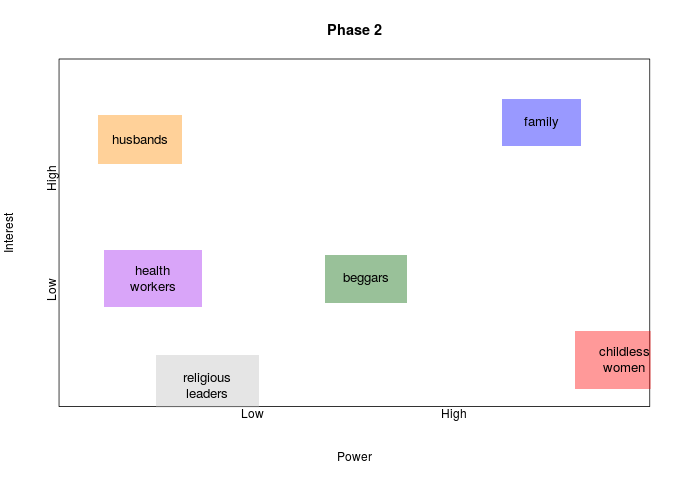 Phase 2
family
husbands
High
Interest
health
workers
beggars
Low
childless
women
religious
leaders
Low
High
Power